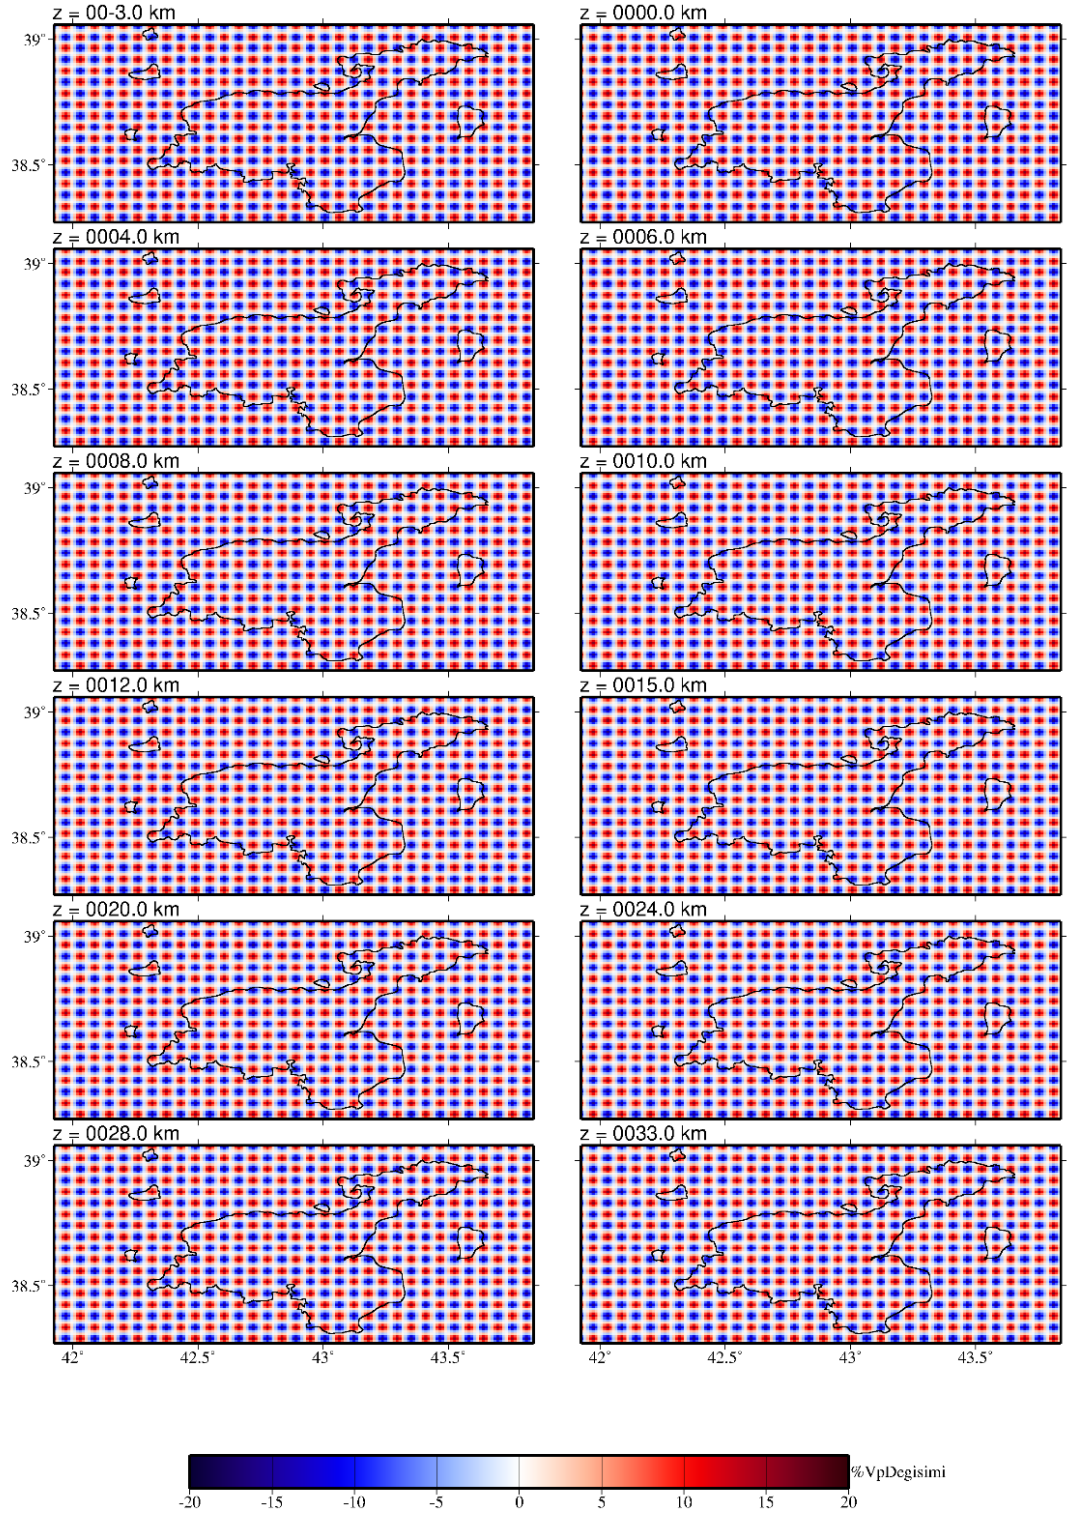 z = 00-3.0 km
z = 0000.0 km
39°
38.5°
z = 0004.0 km
z = 0006.0 km
39°
38.5°
z = 0008.0 km
z = 0010.0 km
39°
38.5°
z = 0012.0 km
z = 0015.0 km
39°
38.5°
z = 0020.0 km
z = 0024.0 km
39°
38.5°
z = 0028.0 km
z = 0033.0 km
39°
38.5°
42° 42.5° 43° 43.5°
42° 42.5° 43° 43.5°
%VpDegisimi
-20 -15 -10 -5 0 5 10 15 20